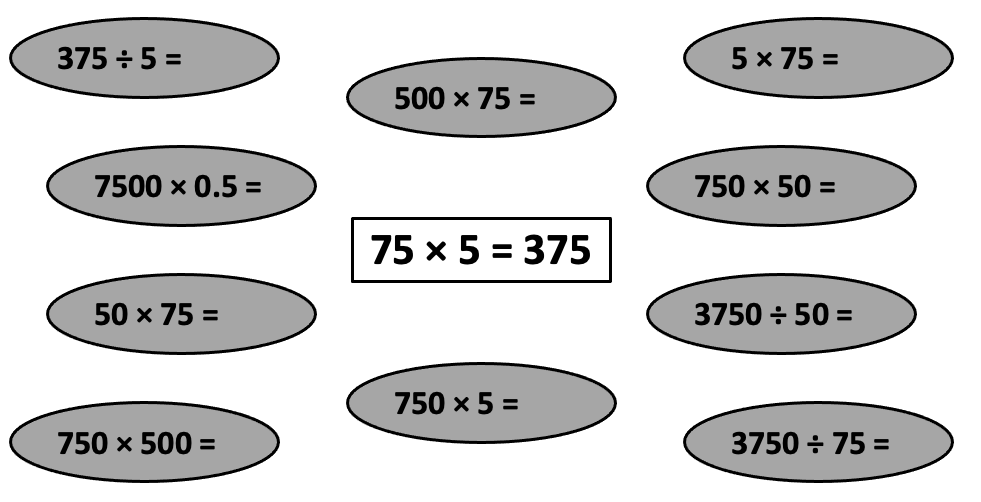 375 ÷ 5 =
500 × 75 =
5 × 75 =
7500 × 0.5 =
750 × 50 =
75 × 5 = 375
50 × 75 =
3750 ÷ 50 =
750 × 5 =
750 × 500 =
3750 ÷ 75 =